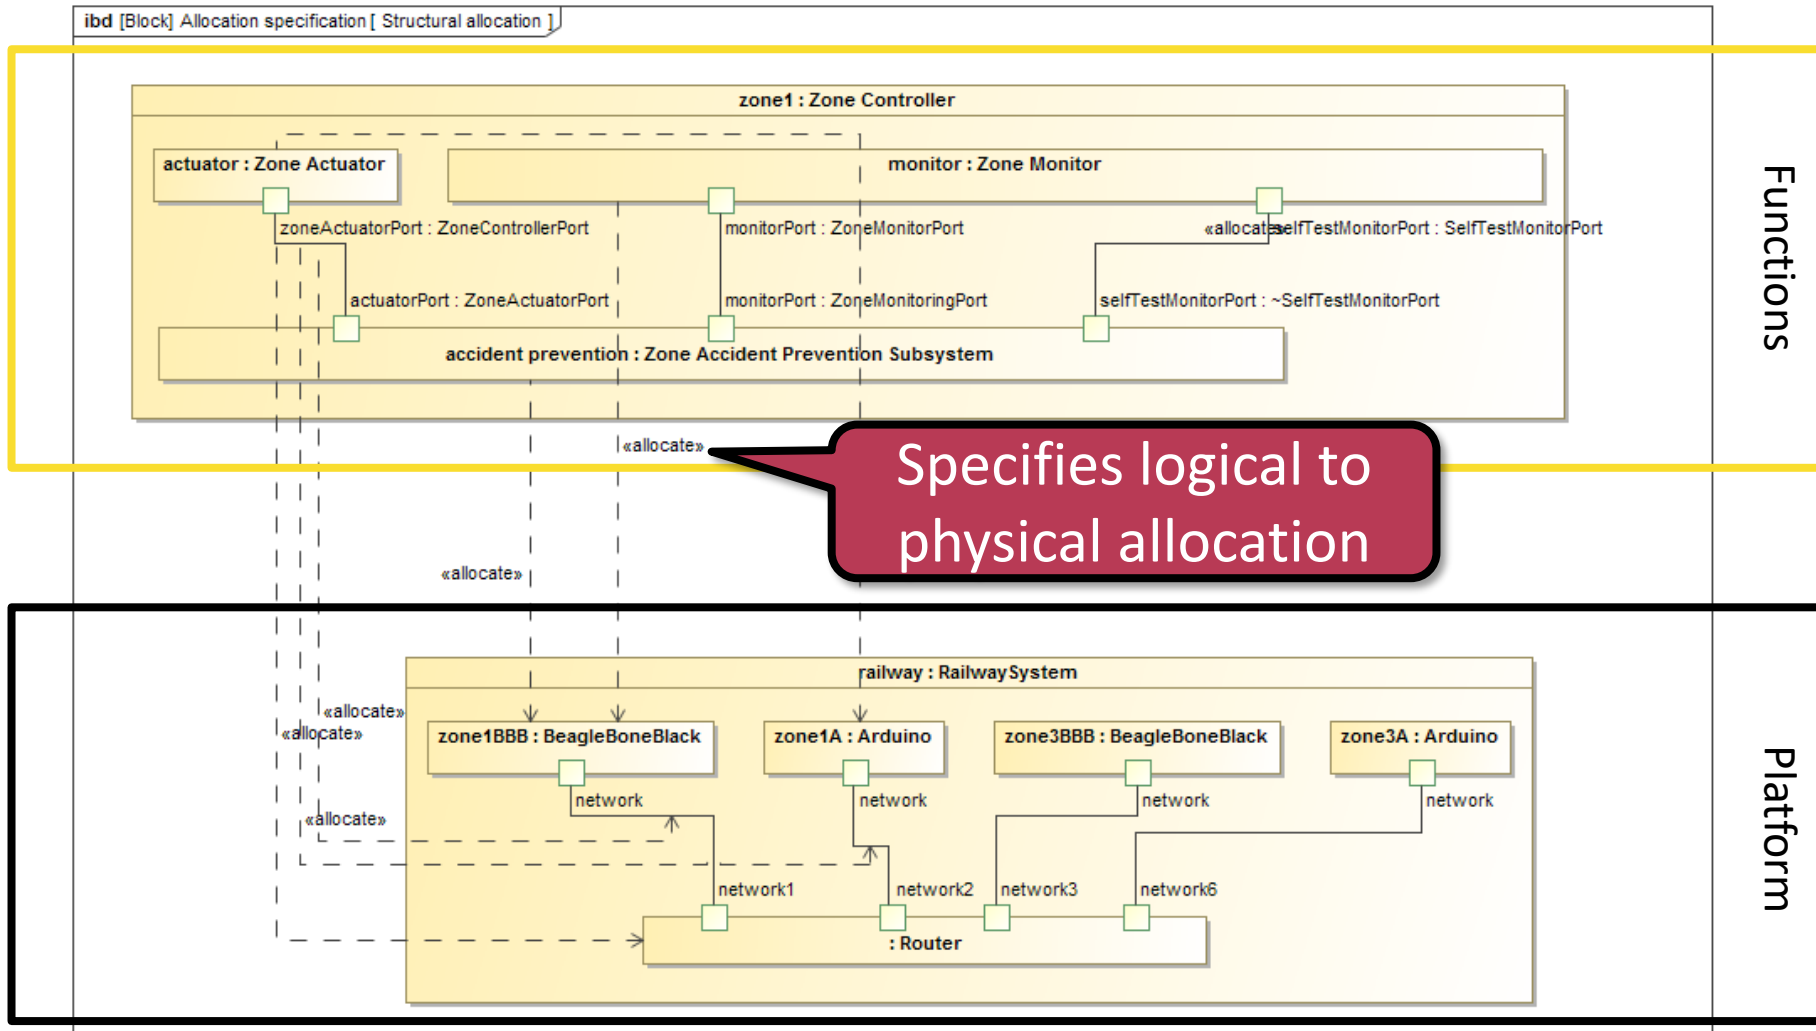 ibd [Block] Allocation specification [ Structural allocation ]
zone1 : Zone Controller
actuator : Zone Actuator
monitor : Zone Monitor
zoneActuatorPort : ZoneControllerPort
monitorPort : ZoneMonitorPort
«allocate»
selfTestMonitorPort : SelfTestMonitorPort
actuatorPort : ZoneActuatorPort
monitorPort : ZoneMonitoringPort
selfTestMonitorPort : ~SelfTestMonitorPort
accident prevention : Zone Accident Prevention Subsystem
Functions
«allocate»
Specifies logical to
physical allocation
«allocate»
railway : RailwaySystem
«allocate»
«allocate»
zone1BBB : BeagleBoneBlack
zone1A : Arduino
zone3BBB : BeagleBoneBlack
zone3A : Arduino
network
network
network
network
«allocate»
network1
network2
network3
network6
: Router
Platform